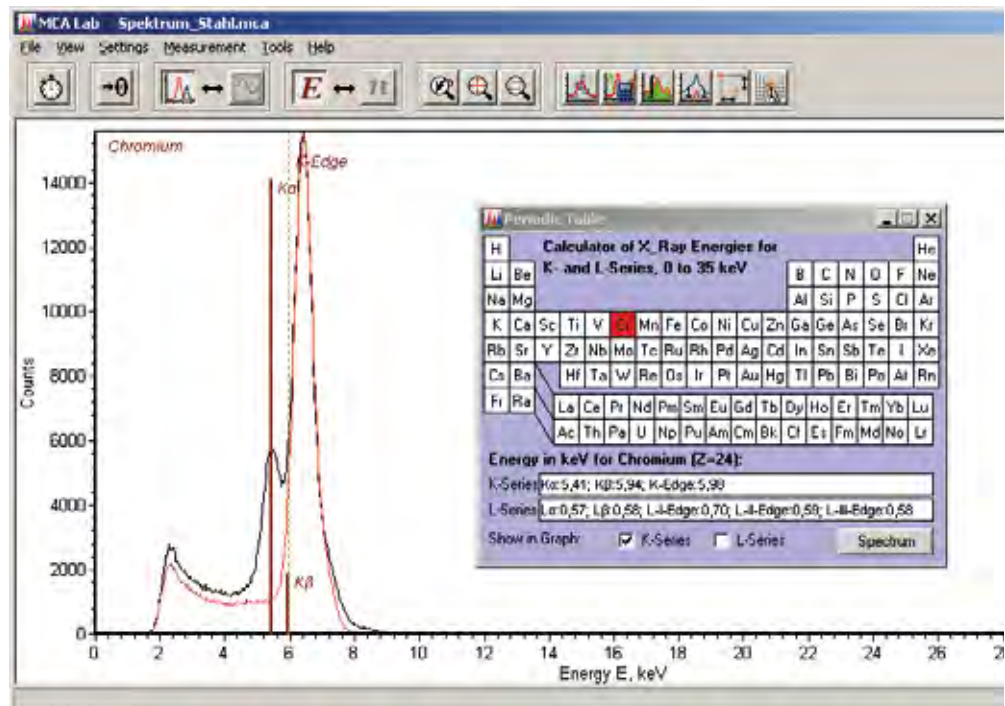 MCA Lab Spektrum_Stahl.mca
File View Settings Measurement Tools Help
→0 ↔ E ↔ n
Chromium
Kα
K-Edge
Kβ
14000
12000
10000
8000
6000
4000
2000
0
Counts
0 2 4 6 8 10 12 14 16 18 20 22 24 26 28
Energy E, keV
Periodic Table
Calculator of X_Ray Energies for
K- and L-Series, 0 to 35 keV
H He
Li Be B C N O F Ne
Na Mg Al Si P S Cl Ar
K Ca Sc Ti V Cr Mn Fe Co Ni Cu Zn Ga Ge As Se Br Kr
Rb Sr Y Zr Nb Mo Tc Ru Rh Pd Ag Cd In Sn Sb Te I Xe
Cs Ba Hf Ta W Re Os Ir Pt Au Hg Tl Pb Bi Po At Rn
Fr Ra La Ce Pr Nd Pm Sm Eu Gd Tb Dy Ho Er Tm Yb Lu
Ac Th Pa U Np Pu Am Cm Bk Cf Es Fm Md No Lr
Energy in keV for Chromium (Z=24):
K-Series Kα:5,41; Kβ:5,94; K-Edge:5,98
L-Series Lα:0,57; Lβ:0,58; L-I-Edge:0,70; L-II-Edge:0,59; L-III-Edge:0,58
Show in Graph: K-Series L-Series Spectrum